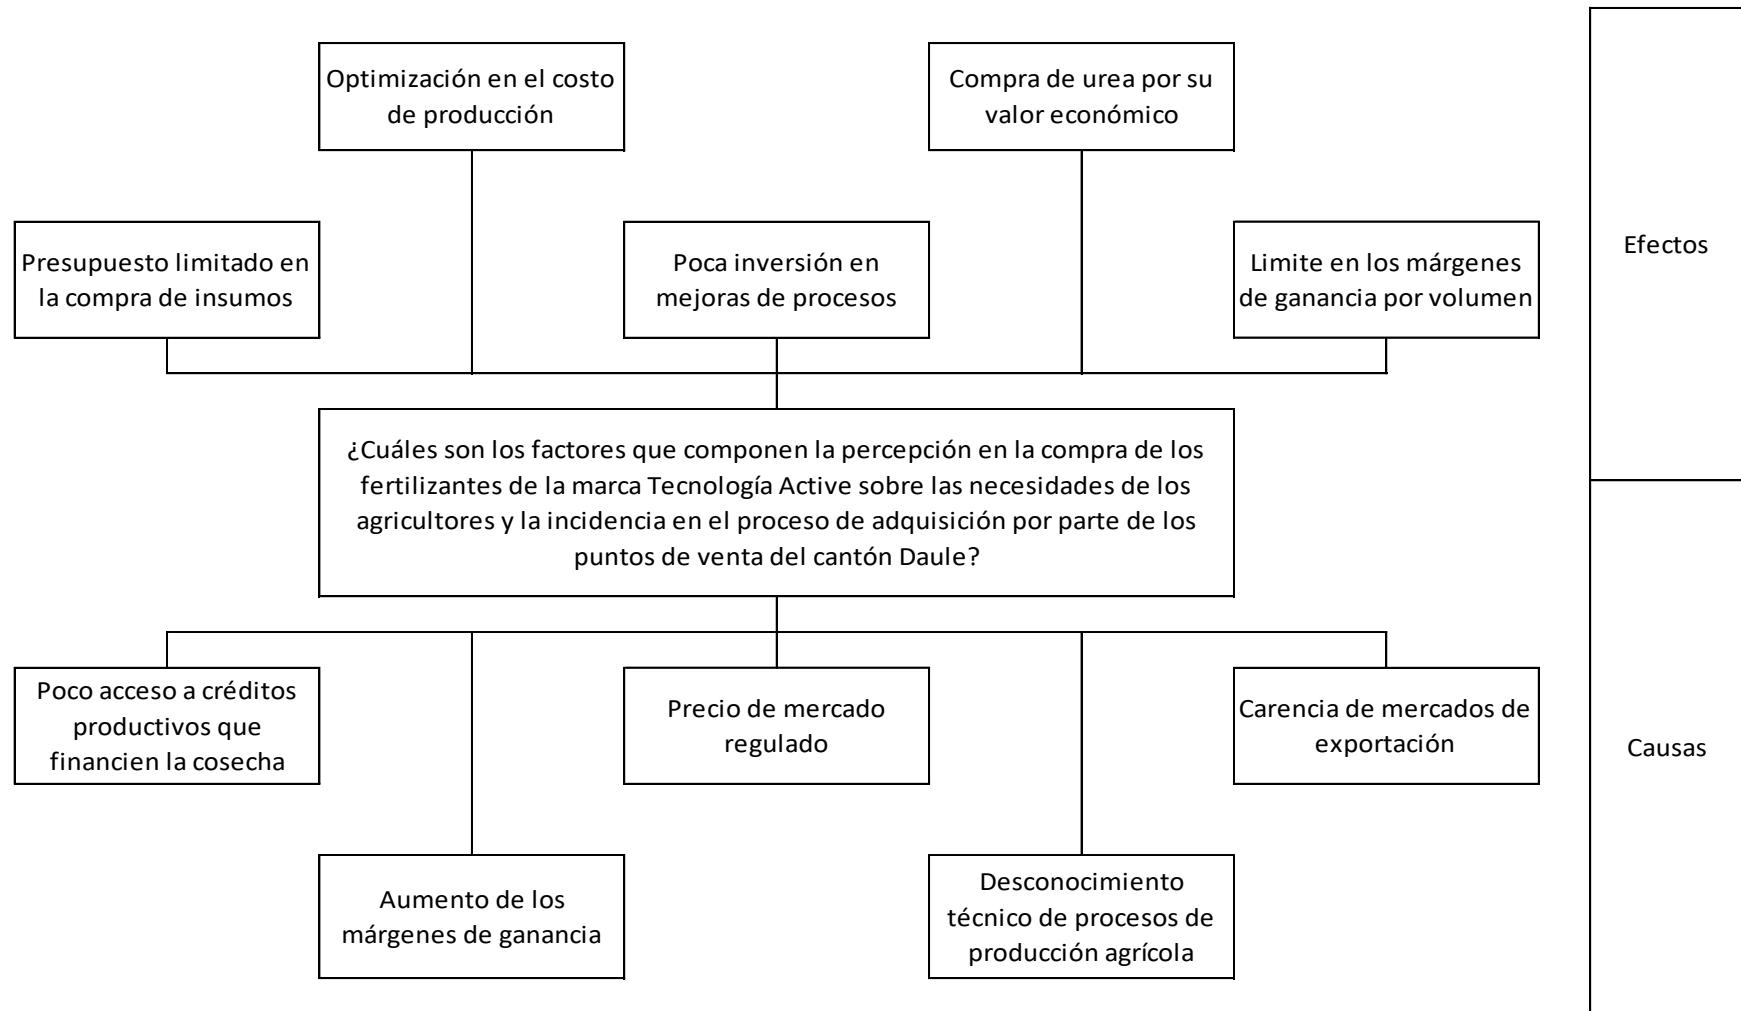 Optimización en el costo
de producción
Compra de urea por su
valor económico
Presupuesto limitado en
la compra de insumos
Poca inversión en
mejoras de procesos
Limite en los márgenes
de ganancia por volumen
Efectos
¿Cuáles son los factores que componen la percepción en la compra de los
fertilizantes de la marca Tecnología Active sobre las necesidades de los
agricultores y la incidencia en el proceso de adquisición por parte de los
puntos de venta del cantón Daule?
Poco acceso a créditos
productivos que
financien la cosecha
Precio de mercado
regulado
Carencia de mercados de
exportación
Causas
Aumento de los
márgenes de ganancia
Desconocimiento
técnico de procesos de
producción agrícola